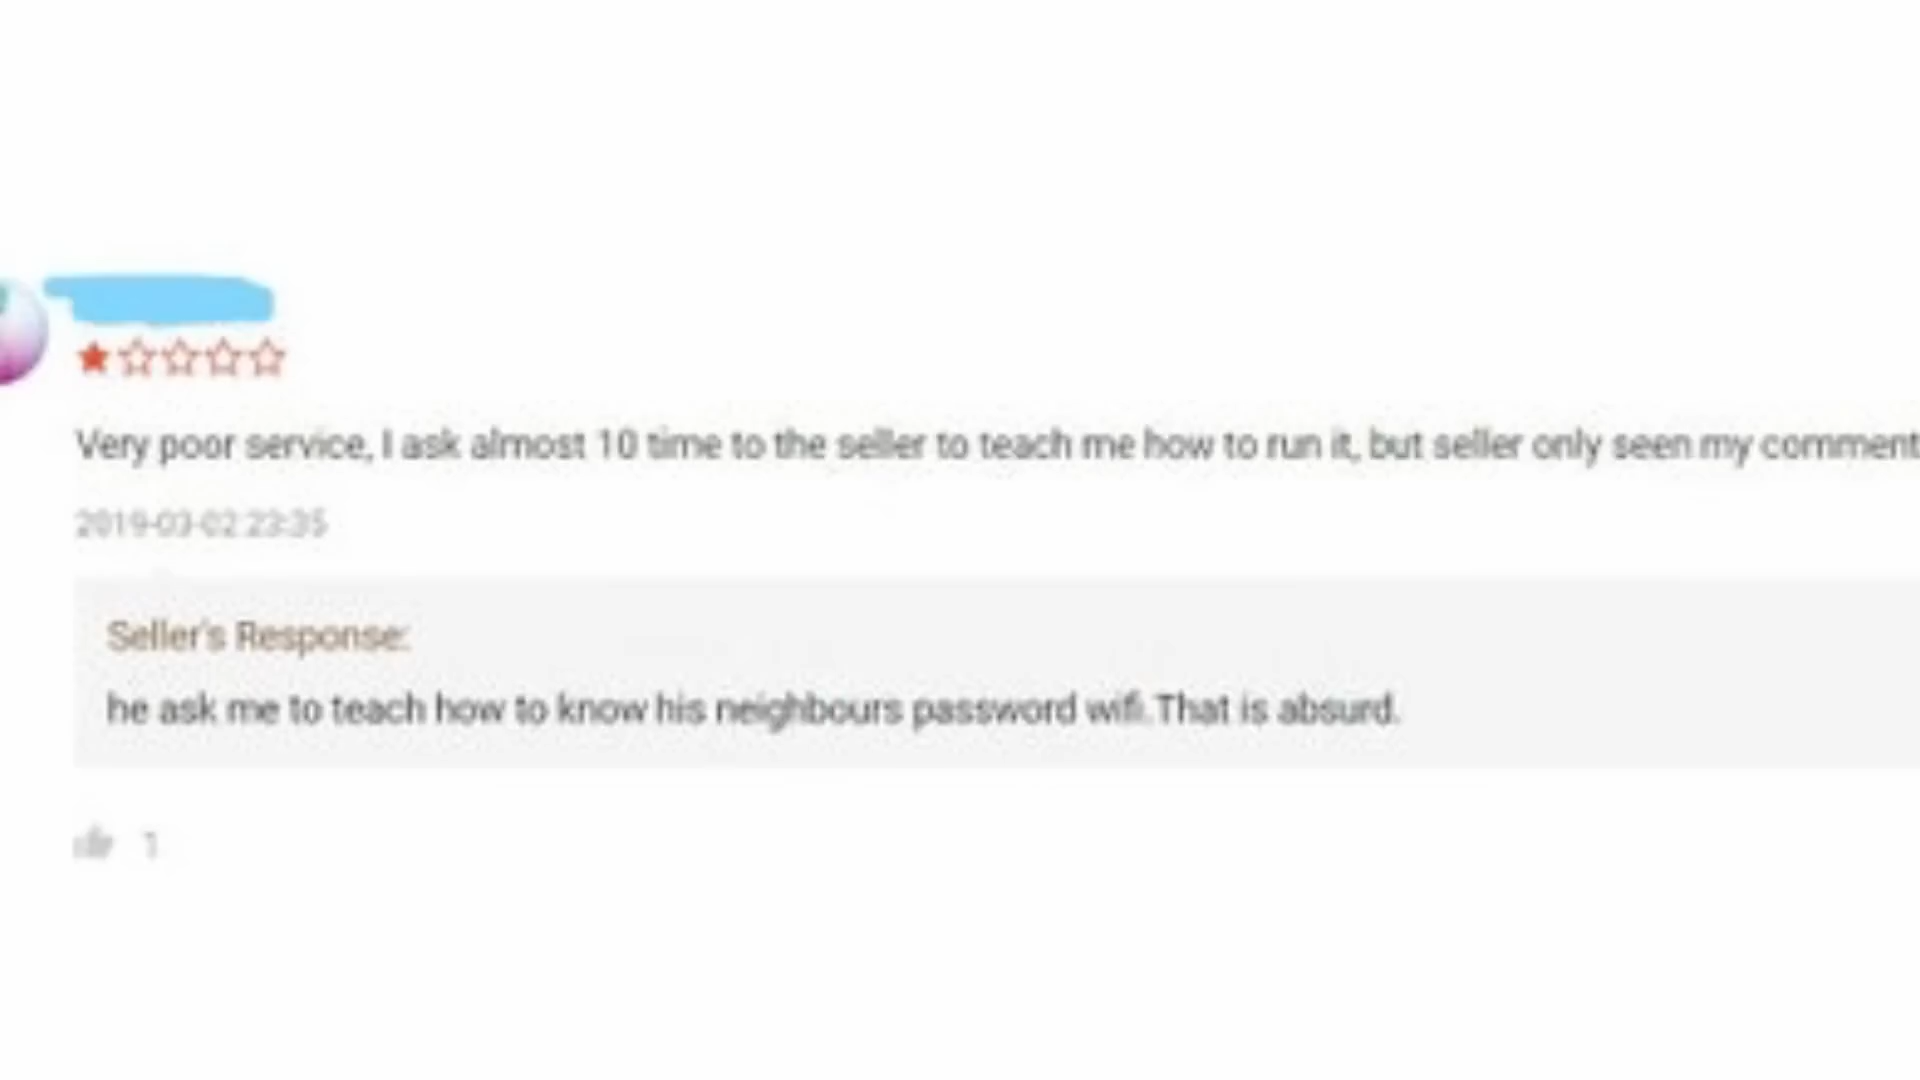 Very poor service, I ask almost 10 time to the seller to teach me how to run it, but seller only seen my comment
2019-03-02 23:35
Seller's Response:
he ask me to teach how to know his neighbours password wifi.That is absurd.
1